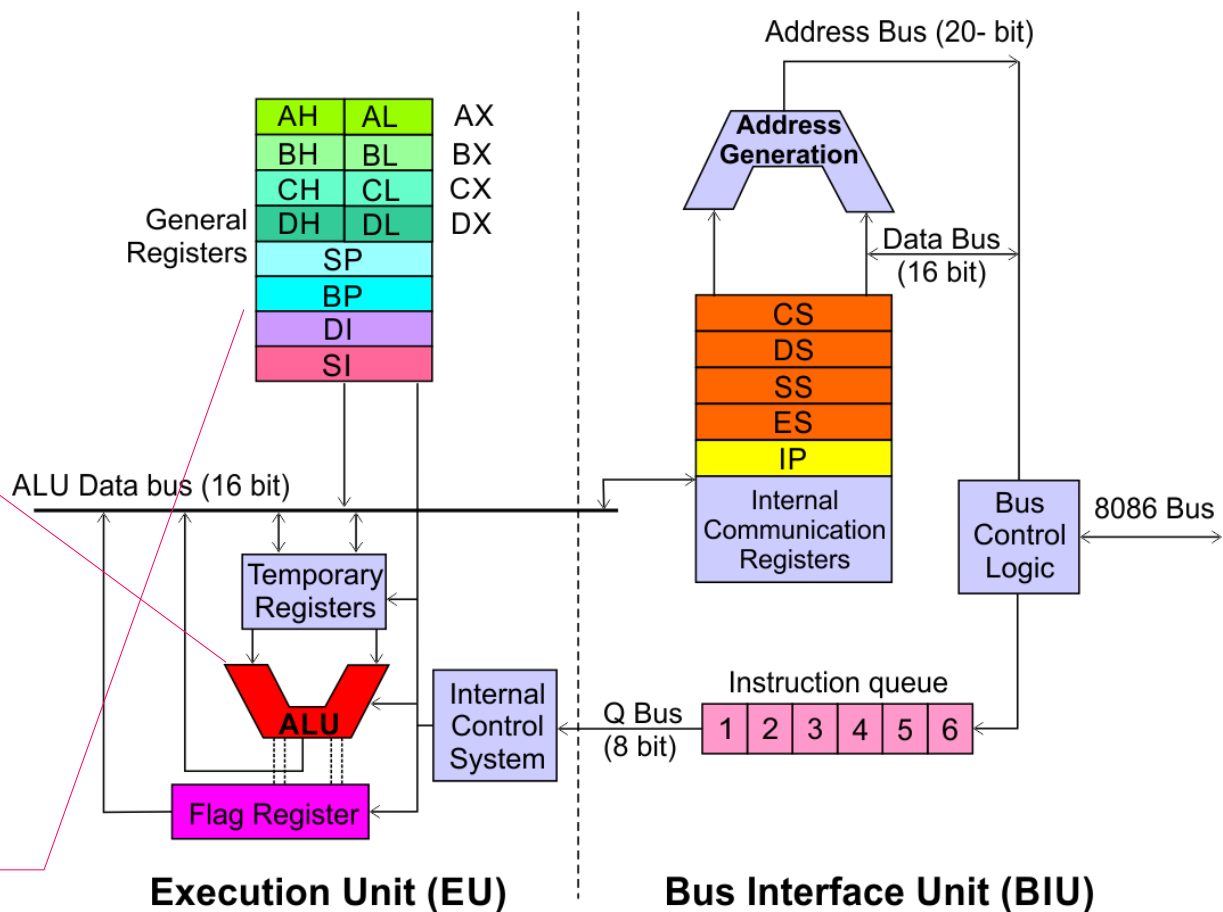 Address Bus (20- bit)
AH AL AX
BH BL BX
CH CL CX
DH DL DX
General
Registers
SP
BP
DI
SI
Address
Generation
Data Bus
(16 bit)
CS
DS
SS
ES
IP
Internal
Communication
Registers
Bus
Control
Logic
8086 Bus
ALU Data bus (16 bit)
Temporary
Registers
ALU
Internal
Control
System
Flag Register
Q Bus
(8 bit)
Instruction queue
1 2 3 4 5 6
Execution Unit (EU)
Bus Interface Unit (BIU)